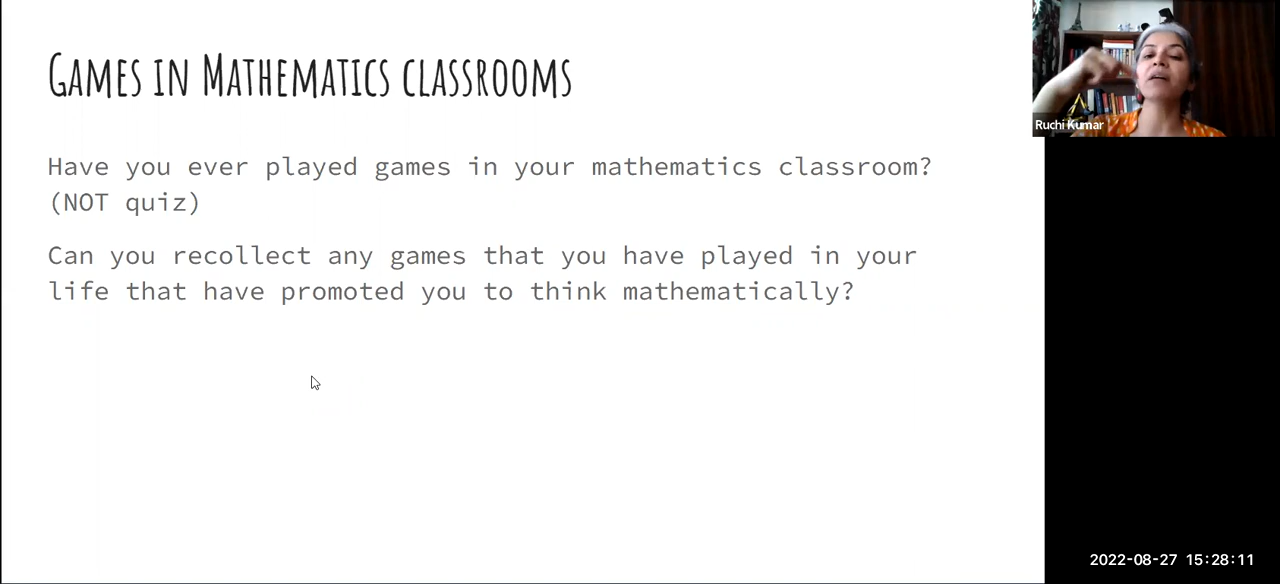 GAMES IN MATHEMATICS CLASSROOMS
Have you ever played games in your mathematics classroom?
(NOT quiz)
Can you recollect any games that you have played in your
life that have promoted you to think mathematically?
Ruchi Kumar
2022-08-27 15:28:11